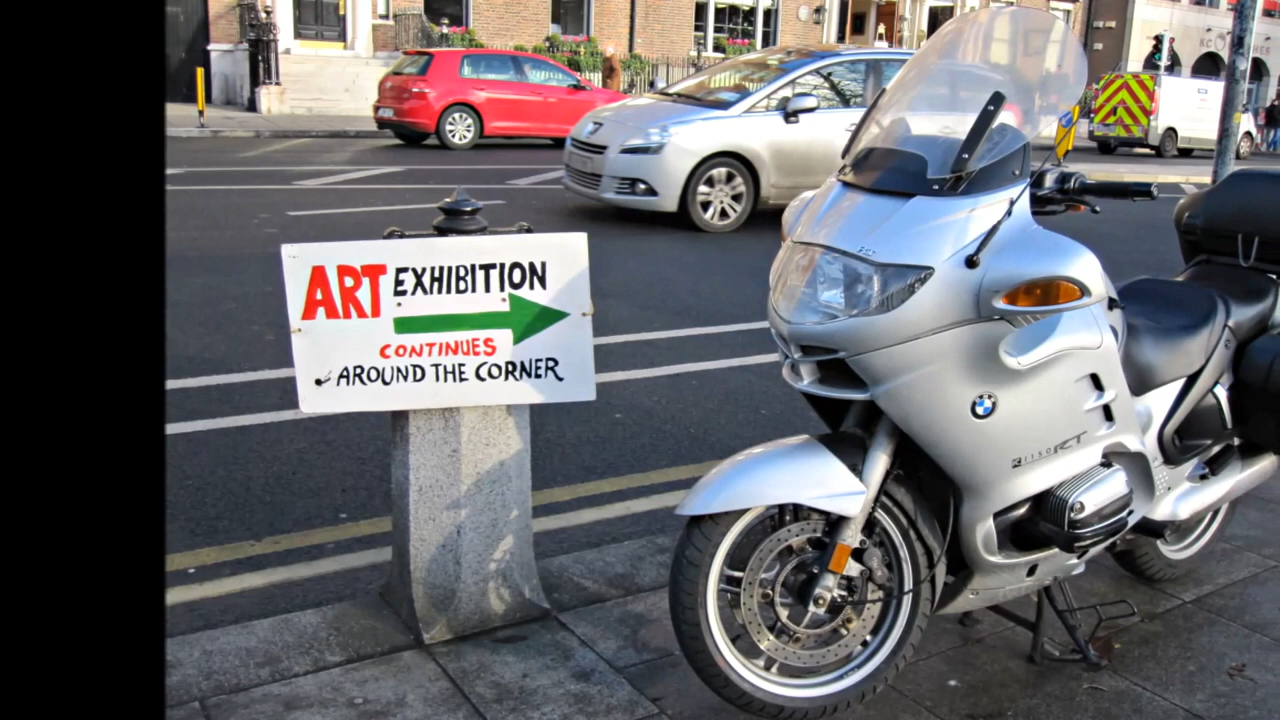 ART EXHIBITION
CONTINUES
AROUND THE CORNER
R1150RT